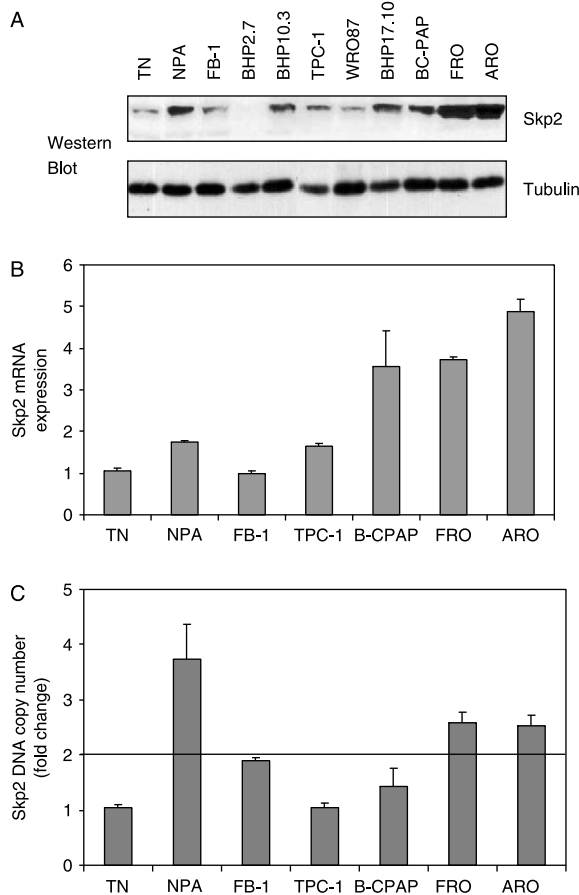 A
TN NPA FB-1 BHP2.7 BHP10.3 TPC-1 WRO87 BHP17.10 BC-PAP FRO ARO
Western
Blot
Skp2
Tubulin
B
Skp2 mRNA
expression
6
5
4
3
2
1
0
TN NPA FB-1 TPC-1 B-CPAP FRO ARO
C
Skp2 DNA copy number
(fold change)
5
4
3
2
1
0
TN NPA FB-1 TPC-1 B-CPAP FRO ARO